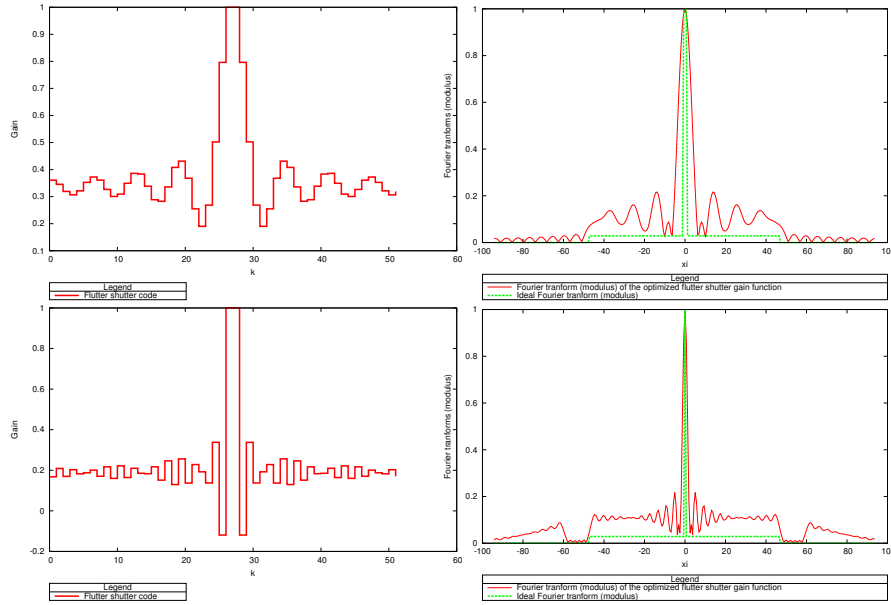 1
0.9
0.8
0.7
0.6
0.5
0.4
0.3
0.2
0.1
Gain
0 10 20 30 40 50 60
k
Legend
Flutter shutter code
1
0.8
0.6
0.4
0.2
0
Fourier tranforms (modulus)
-100 -80 -60 -40 -20 0 20 40 60 80 100
xi
Legend
Fourier tranform (modulus) of the optimized flutter shutter gain function
Ideal Fourier tranform (modulus)
1
0.8
0.6
0.4
0.2
0
-0.2
Gain
0 10 20 30 40 50 60
k
Legend
Flutter shutter code
1
0.8
0.6
0.4
0.2
0
Fourier tranforms (modulus)
-100 -80 -60 -40 -20 0 20 40 60 80 100
xi
Legend
Fourier tranform (modulus) of the optimized flutter shutter gain function
Ideal Fourier tranform (modulus)